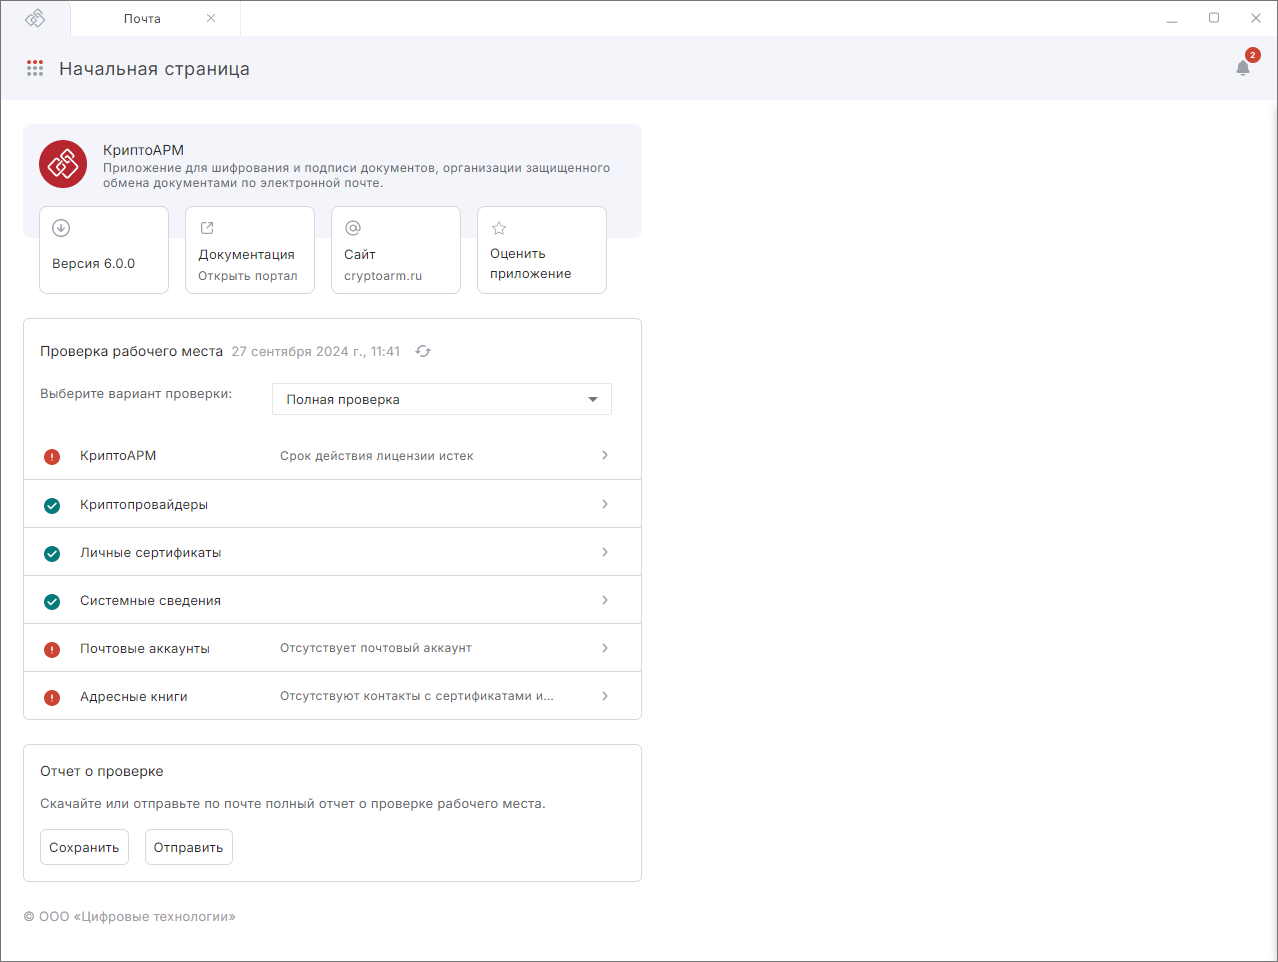 Почта
Начальная страница
2
КриптоАРМ
Приложение для шифрования и подписи документов, организации защищенного
обмена документами по электронной почте.
Версия 6.0.0
Документация
Открыть портал
Сайт
cryptoarm.ru
Оценить
приложение
Проверка рабочего места 27 сентября 2024 г., 11:41
Выберите вариант проверки:
Полная проверка
КриптоАРМ Срок действия лицензии истек
Криптопровайдеры
Личные сертификаты
Системные сведения
Почтовые аккаунты Отсутствует почтовый аккаунт
Адресные книги Отсутствуют контакты с сертификатами и...
Отчет о проверке
Скачайте или отправьте по почте полный отчет о проверке рабочего места.
Сохранить Отправить
© ООО «Цифровые технологии»